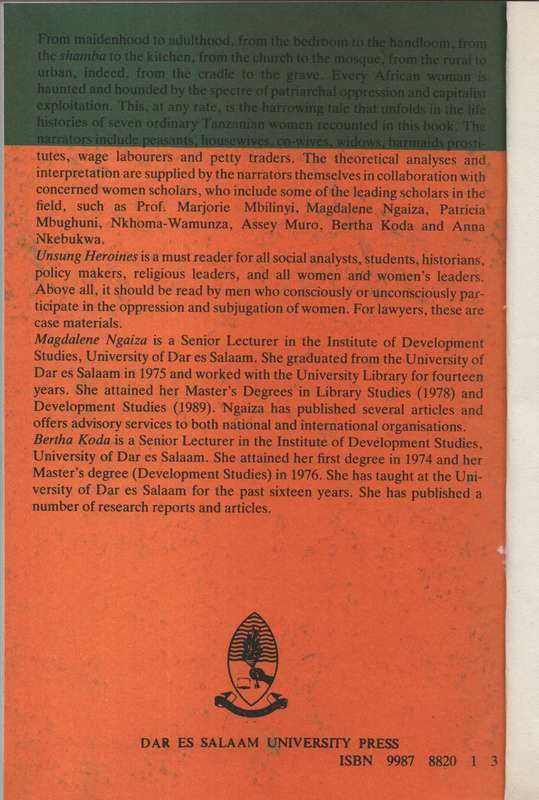 From maidenhood to adulthood, from the bedroom to the handloom, from
the shamba to the kitchen, from the church to the mosque, from the rural to
urban, indeed, from the cradle to the grave. Every African woman is
haunted and hounded by the spectre of patriarchal oppression and capitalist
exploitation. This, at any rate, is the harrowing tale that unfolds in the life
histories of seven ordinary Tanzanian women recounted in this book. The
narrators include peasants, housewives, co-wives, widows, barmaids prosti-
tutes, wage labourers and petty traders. The theoretical analyses and
interpretation are supplied by the narrators themselves in collaboration with
concerned women scholars, who include some of the leading scholars in the
field, such as Prof. Marjorie Mbilinyi, Magdalene Ngaiza, Patricia
Mbughuni, Nkhoma-Wamunza, Assey Muro, Bertha Koda and Anna
Nkebukwa.
Unsung Heroines is a must reader for all social analysts, students, historians,
policy makers, religious leaders, and all women and women's leaders.
Above all, it should be read by men who consciously or unconsciously par-
ticipate in the oppression and subjugation of women. For lawyers, these are
case materials.
Magdalene Ngaiza is a Senior Lecturer in the Institute of Development
Studies, University of Dar es Salaam. She graduated from the University of
Dar es Salaam in 1975 and worked with the University Library for fourteen
years. She attained her Master's Degrees in Library Studies (1978) and
Development Studies (1989). Ngaiza has published several articles and
offers advisory services to both national and international organisations.
Bertha Koda is a Senior Lecturer in the Institute of Development Studies,
University of Dar es Salaam. She attained her first degree in 1974 and her
Master's degree (Development Studies) in 1976. She has taught at the Uni-
versity of Dar es Salaam for the past sixteen years. She has published a
number of research reports and articles.
DAR ES SALAAM UNIVERSITY PRESS
ISBN 9987 8820 1 3